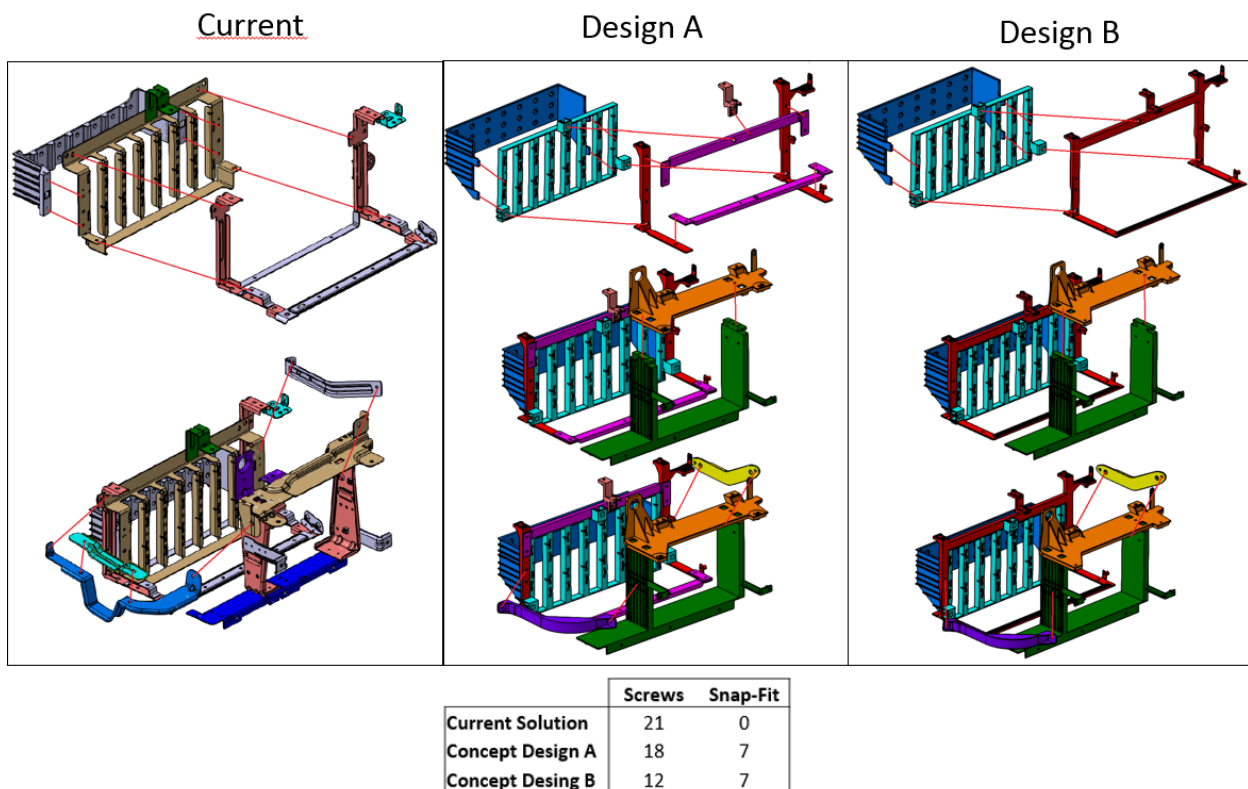 Current
Design A
Design B
Screws Snap-Fit
Current Solution 21 0
Concept Design A 18 7
Concept Desing B 12 7